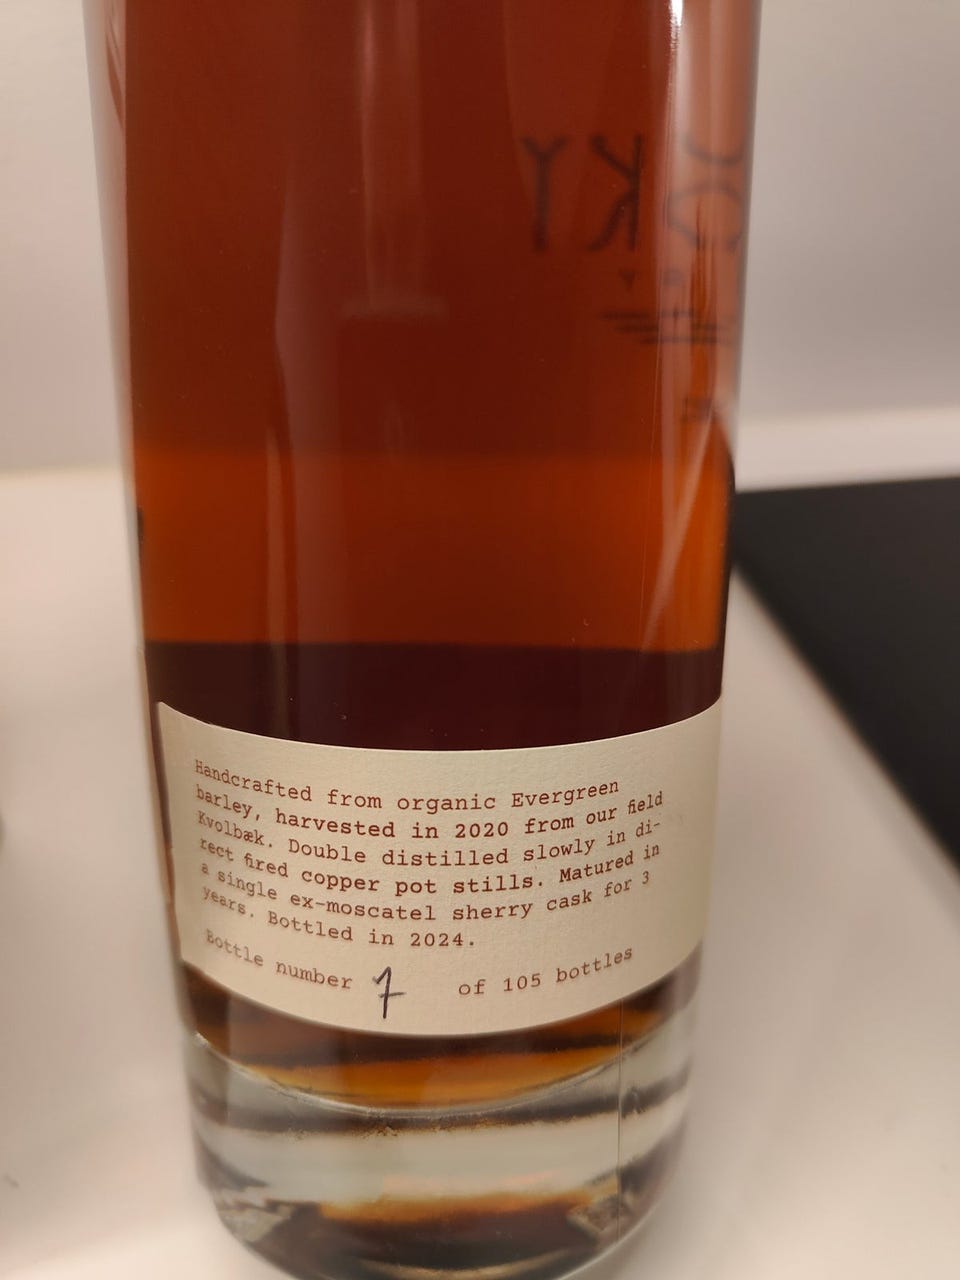 Handcrafted from organic Evergreen
barley, harvested in 2020 from our field
Kvolbæk. Double distilled slowly in di-
rect fired copper pot stills. Matured in
a single ex-moscatel sherry cask for 3
years. Bottled in 2024.
Bottle number 7 of 105 bottles